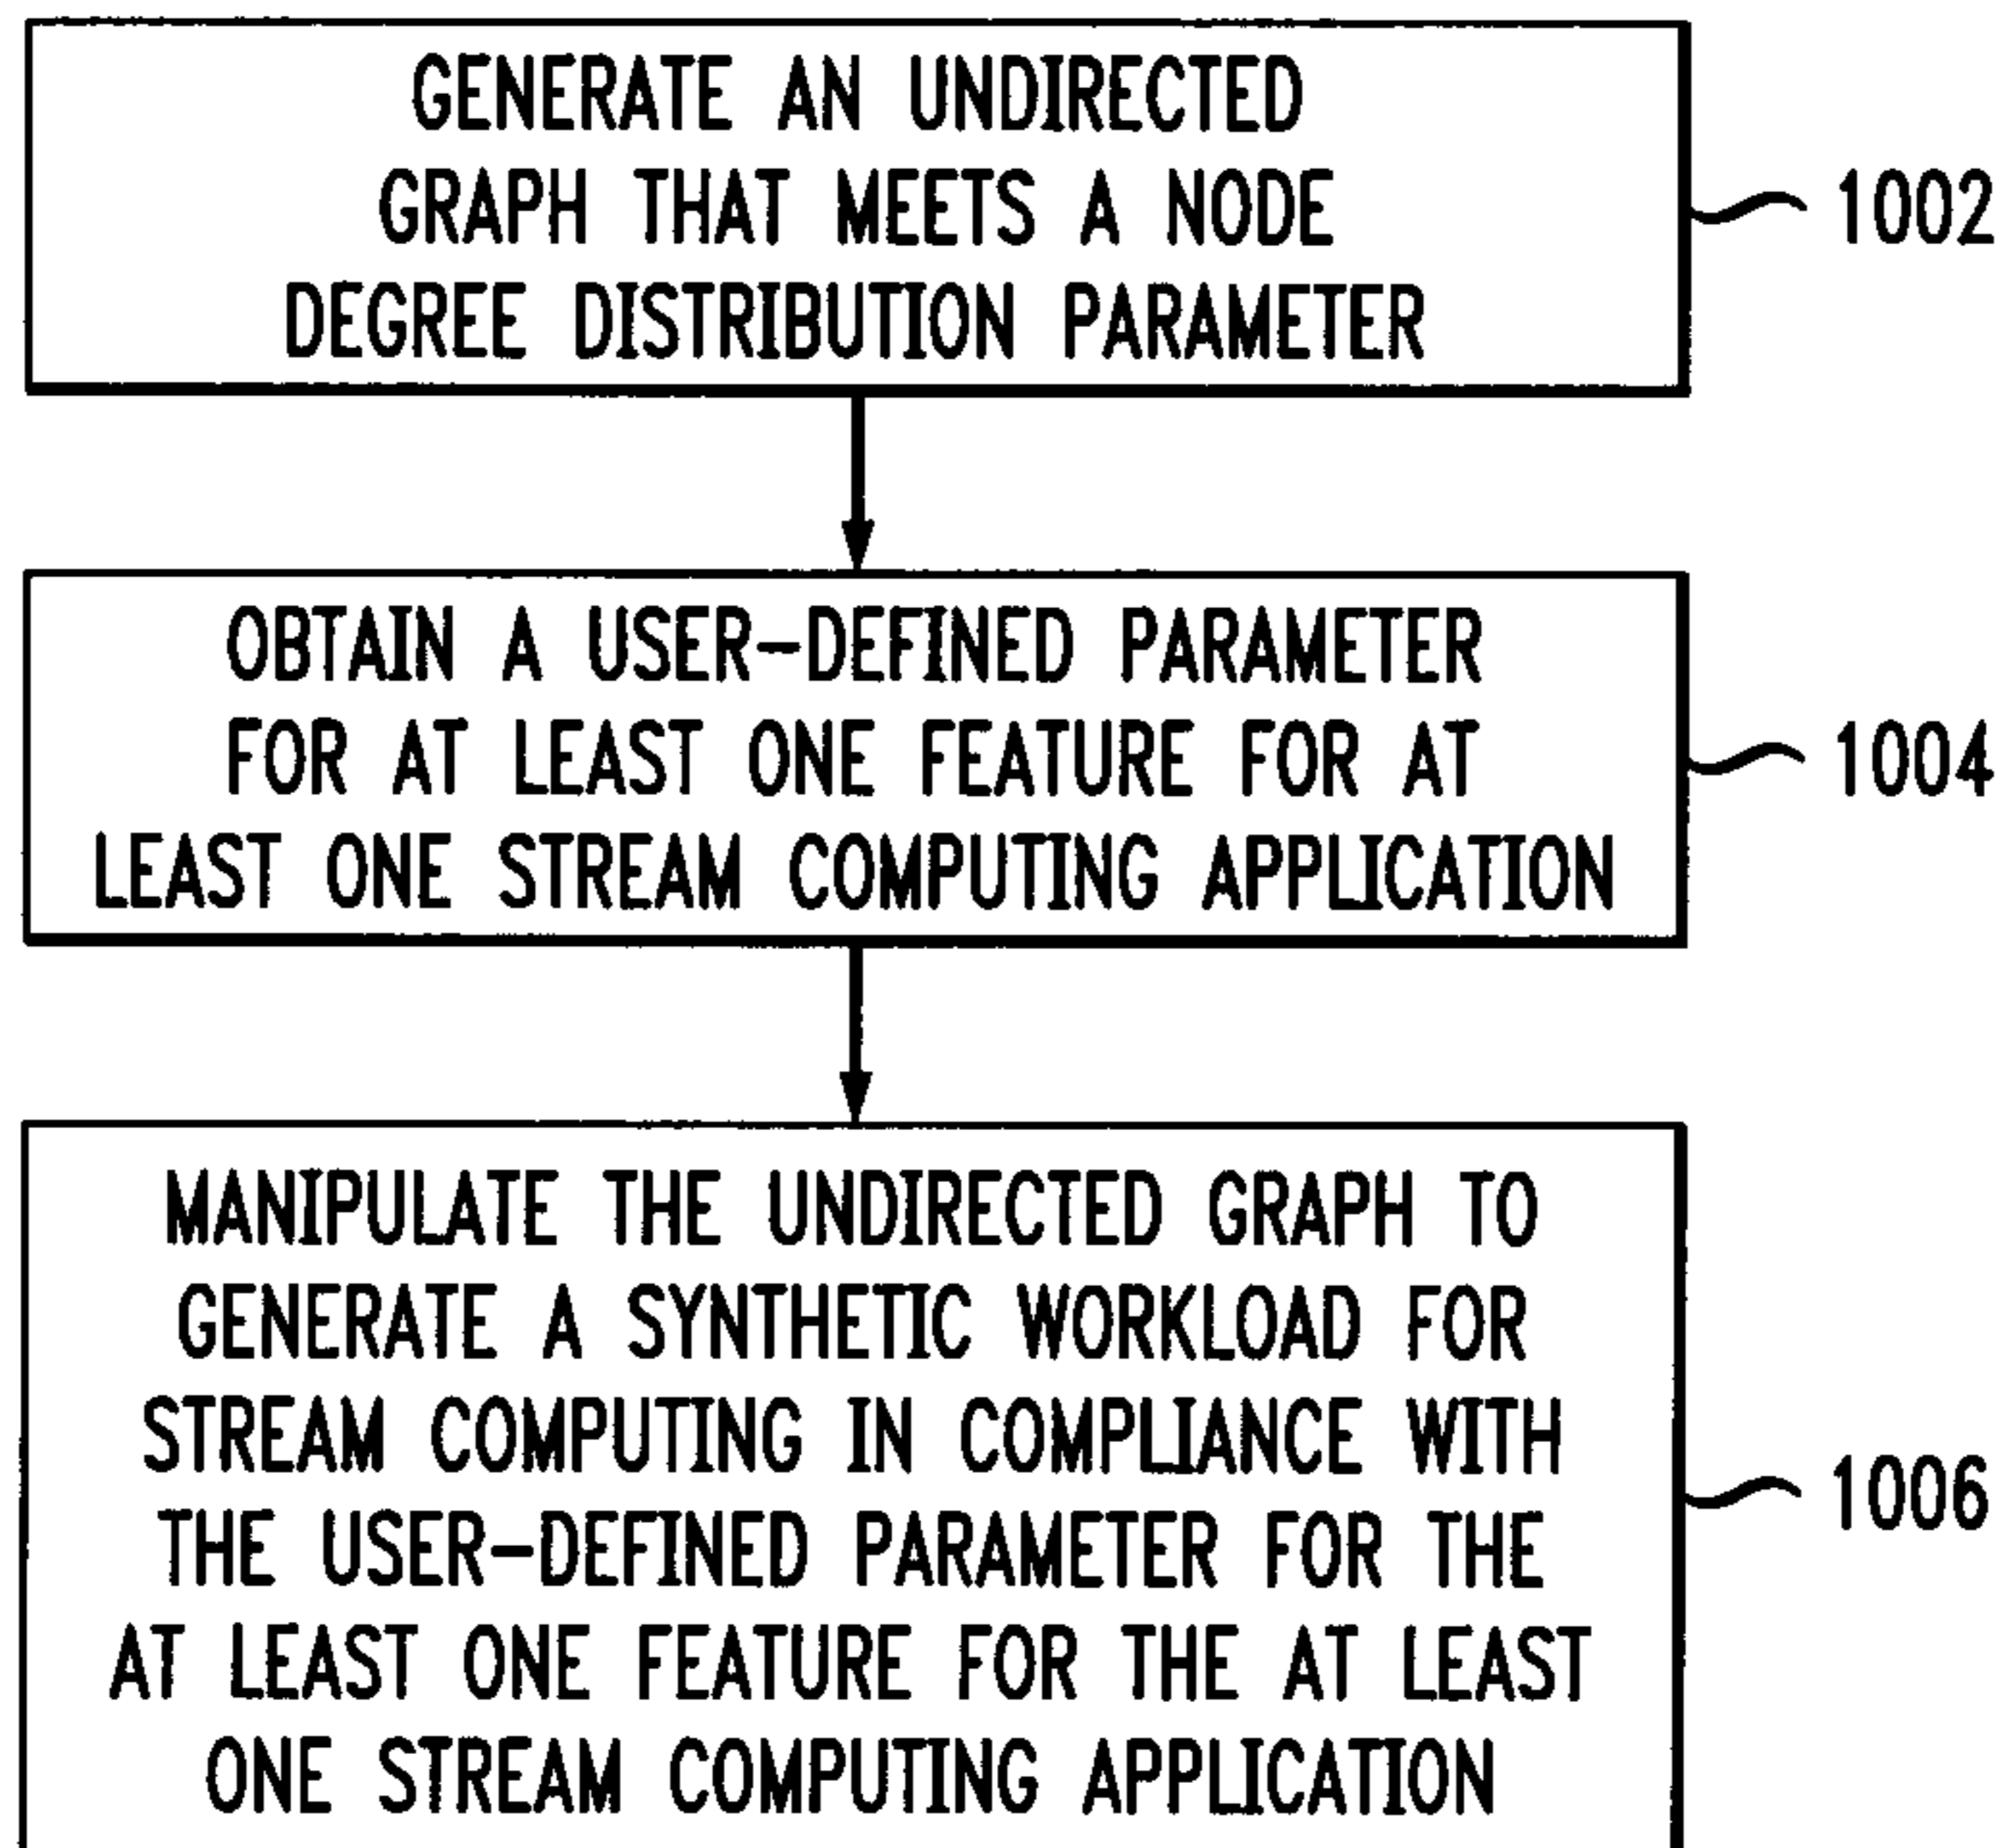 GENERATE AN UNDIRECTED
GRAPH THAT MEETS A NODE
DEGREE DISTRIBUTION PARAMETER
1002
OBTAIN A USER-DEFINED PARAMETER
FOR AT LEAST ONE FEATURE FOR AT
LEAST ONE STREAM COMPUTING APPLICATION
1004
MANIPULATE THE UNDIRECTED GRAPH TO
GENERATE A SYNTHETIC WORKLOAD FOR
STREAM COMPUTING IN COMPLIANCE WITH
THE USER-DEFINED PARAMETER FOR THE
AT LEAST ONE FEATURE FOR THE AT LEAST
ONE STREAM COMPUTING APPLICATION
1006